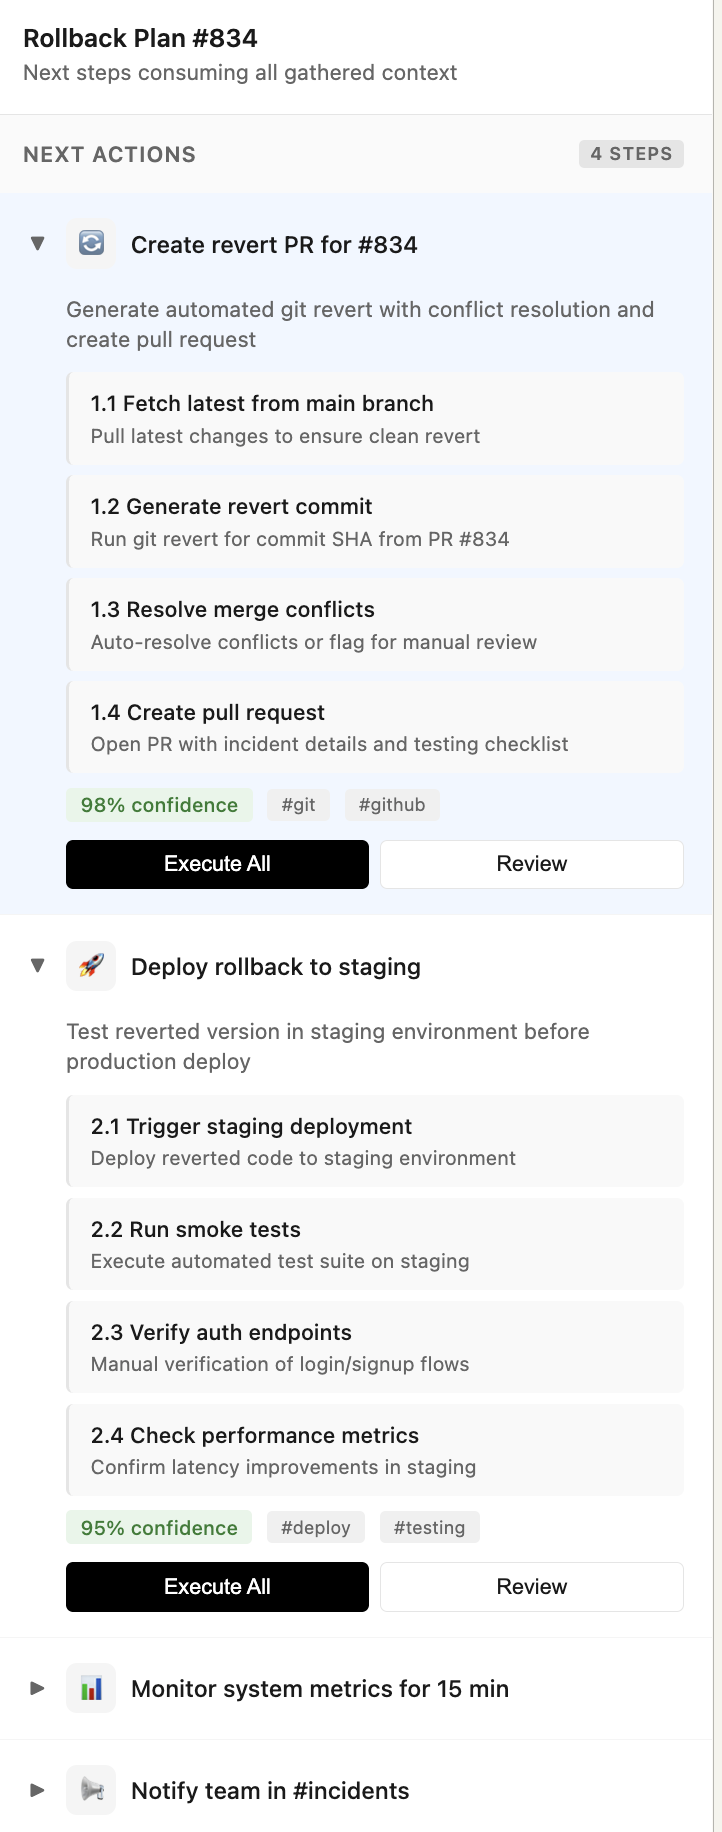 Rollback Plan #834
Next steps consuming all gathered context
NEXT ACTIONS
4 STEPS
Create revert PR for #834
Generate automated git revert with conflict resolution and
create pull request
1.1 Fetch latest from main branch
Pull latest changes to ensure clean revert
1.2 Generate revert commit
Run git revert for commit SHA from PR #834
1.3 Resolve merge conflicts
Auto-resolve conflicts or flag for manual review
1.4 Create pull request
Open PR with incident details and testing checklist
98% confidence
#git
#github
Execute All
Review
Deploy rollback to staging
Test reverted version in staging environment before
production deploy
2.1 Trigger staging deployment
Deploy reverted code to staging environment
2.2 Run smoke tests
Execute automated test suite on staging
2.3 Verify auth endpoints
Manual verification of login/signup flows
2.4 Check performance metrics
Confirm latency improvements in staging
95% confidence
#deploy
#testing
Execute All
Review
Monitor system metrics for 15 min
Notify team in #incidents